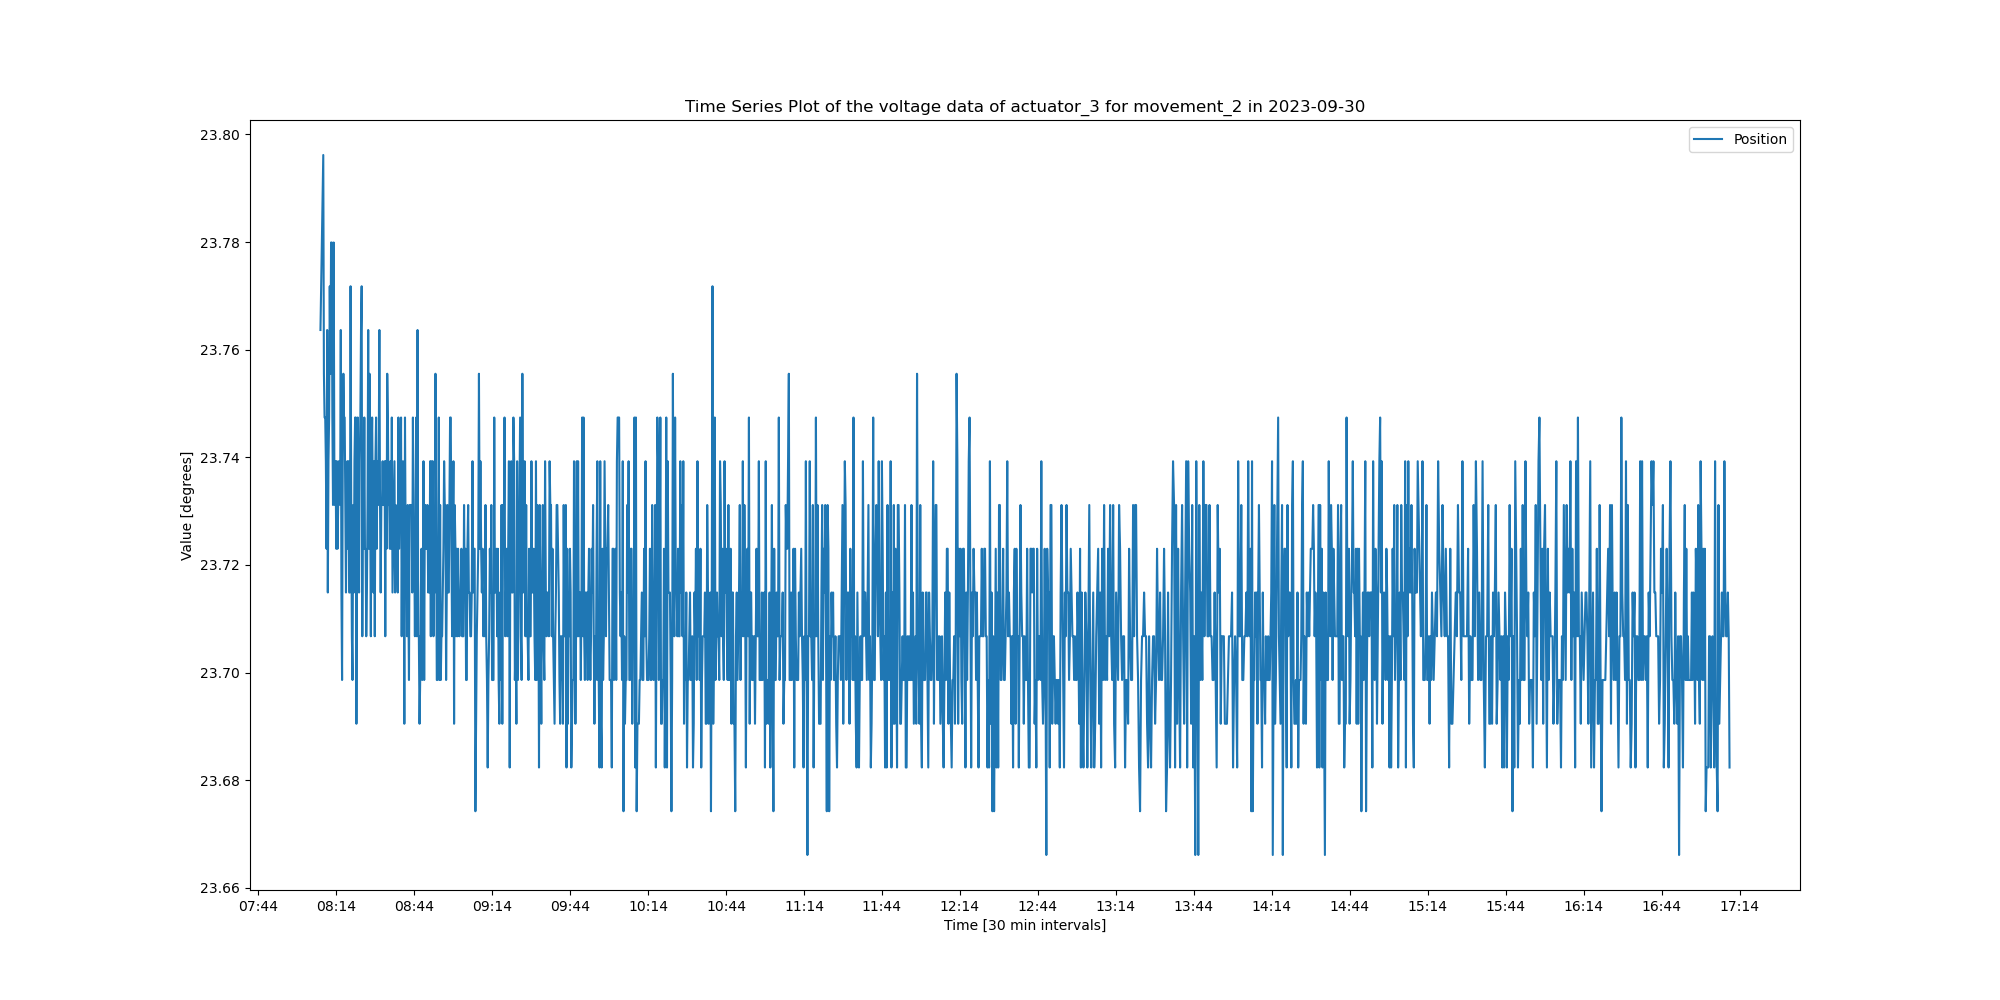 Time Series Plot of the voltage data of actuator_3 for movement_2 in 2023-09-30
Position
23.80
23.78
23.76
23.74
23.72
23.70
23.68
23.66
Value [degrees]
07:44 08:14 08:44 09:14 09:44 10:14 10:44 11:14 11:44 12:14 12:44 13:14 13:44 14:14 14:44 15:14 15:44 16:14 16:44 17:14
Time [30 min intervals]